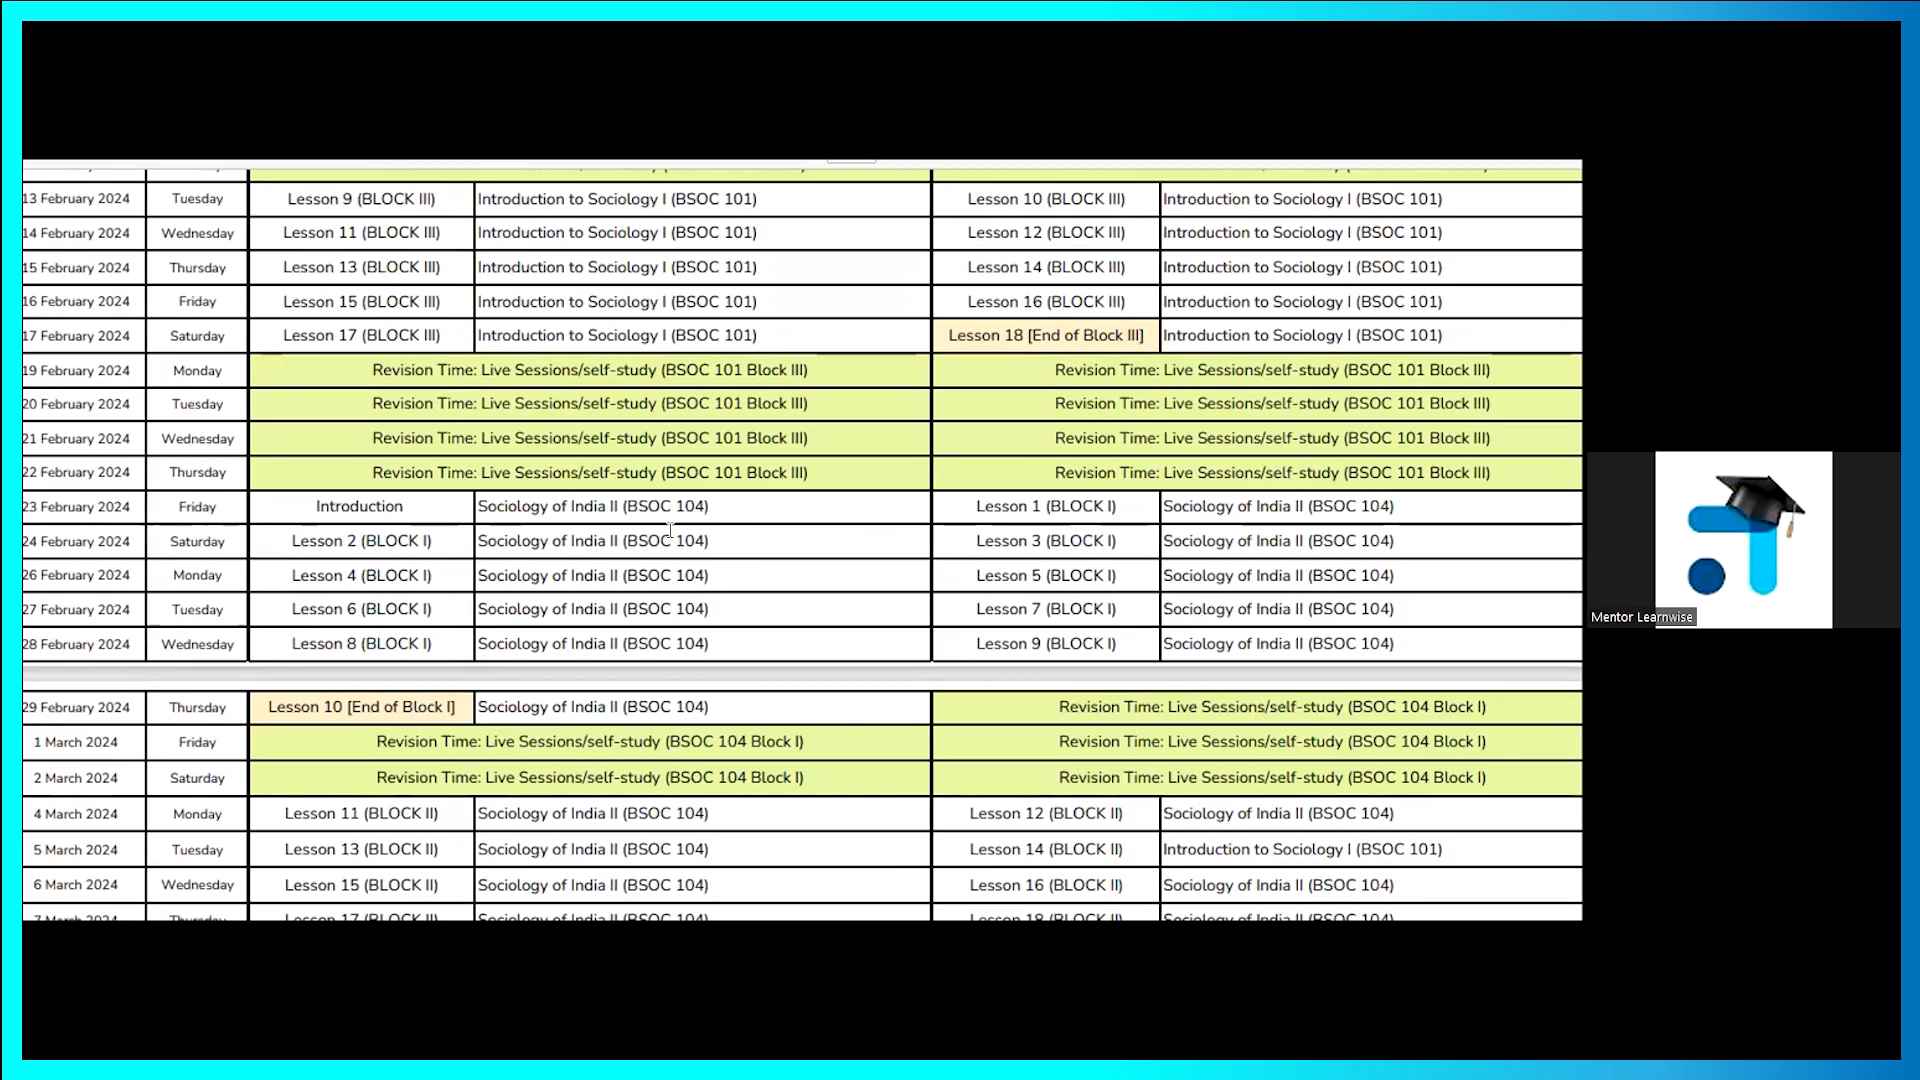 13 February 2024 Tuesday Lesson 9 (BLOCK III) Introduction to Sociology I (BSOC 101) Lesson 10 (BLOCK III) Introduction to Sociology I (BSOC 101)
14 February 2024 Wednesday Lesson 11 (BLOCK III) Introduction to Sociology I (BSOC 101) Lesson 12 (BLOCK III) Introduction to Sociology I (BSOC 101)
15 February 2024 Thursday Lesson 13 (BLOCK III) Introduction to Sociology I (BSOC 101) Lesson 14 (BLOCK III) Introduction to Sociology I (BSOC 101)
16 February 2024 Friday Lesson 15 (BLOCK III) Introduction to Sociology I (BSOC 101) Lesson 16 (BLOCK III) Introduction to Sociology I (BSOC 101)
17 February 2024 Saturday Lesson 17 (BLOCK III) Introduction to Sociology I (BSOC 101) Lesson 18 [End of Block III] Introduction to Sociology I (BSOC 101)
19 February 2024 Monday Revision Time: Live Sessions/self-study (BSOC 101 Block III) Revision Time: Live Sessions/self-study (BSOC 101 Block III)
20 February 2024 Tuesday Revision Time: Live Sessions/self-study (BSOC 101 Block III) Revision Time: Live Sessions/self-study (BSOC 101 Block III)
21 February 2024 Wednesday Revision Time: Live Sessions/self-study (BSOC 101 Block III) Revision Time: Live Sessions/self-study (BSOC 101 Block III)
22 February 2024 Thursday Revision Time: Live Sessions/self-study (BSOC 101 Block III) Revision Time: Live Sessions/self-study (BSOC 101 Block III)
23 February 2024 Friday Introduction Sociology of India II (BSOC 104) Lesson 1 (BLOCK I) Sociology of India II (BSOC 104)
24 February 2024 Saturday Lesson 2 (BLOCK I) Sociology of India II (BSOC 104) Lesson 3 (BLOCK I) Sociology of India II (BSOC 104)
26 February 2024 Monday Lesson 4 (BLOCK I) Sociology of India II (BSOC 104) Lesson 5 (BLOCK I) Sociology of India II (BSOC 104)
27 February 2024 Tuesday Lesson 6 (BLOCK I) Sociology of India II (BSOC 104) Lesson 7 (BLOCK I) Sociology of India II (BSOC 104)
28 February 2024 Wednesday Lesson 8 (BLOCK I) Sociology of India II (BSOC 104) Lesson 9 (BLOCK I) Sociology of India II (BSOC 104)
29 February 2024 Thursday Lesson 10 [End of Block I] Sociology of India II (BSOC 104) Revision Time: Live Sessions/self-study (BSOC 104 Block I)
1 March 2024 Friday Revision Time: Live Sessions/self-study (BSOC 104 Block I) Revision Time: Live Sessions/self-study (BSOC 104 Block I)
2 March 2024 Saturday Revision Time: Live Sessions/self-study (BSOC 104 Block I) Revision Time: Live Sessions/self-study (BSOC 104 Block I)
4 March 2024 Monday Lesson 11 (BLOCK II) Sociology of India II (BSOC 104) Lesson 12 (BLOCK II) Sociology of India II (BSOC 104)
5 March 2024 Tuesday Lesson 13 (BLOCK II) Sociology of India II (BSOC 104) Lesson 14 (BLOCK II) Introduction to Sociology I (BSOC 101)
6 March 2024 Wednesday Lesson 15 (BLOCK II) Sociology of India II (BSOC 104) Lesson 16 (BLOCK II) Sociology of India II (BSOC 104)
7 March 2024 Thursday Lesson 17 (BLOCK II) Sociology of India II (BSOC 104) Lesson 18 (BLOCK II) Sociology of India II (BSOC 104)
Mentor Learnwise